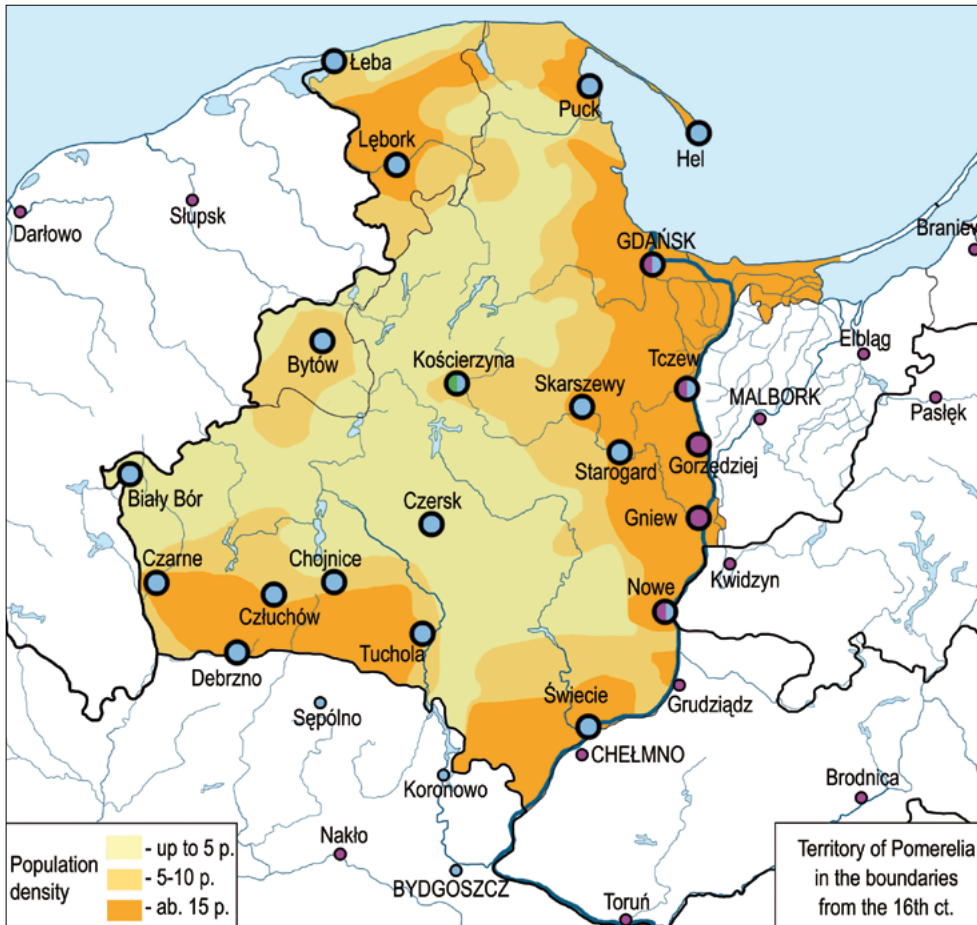 Łeba
Puck
Lębork
Hel
Słupsk
Darłowo
GDAŃSK
Braniew
Bytów
Kościerzyna
Tczew
Elbląg
Skarszewy
MALBORK
Pasłęk
Starogard
Gorzędziej
Biały Bór
Czersk
Gniew
Czarne
Chojnice
Kwidzyn
Człuchów
Nowe
Tuchola
Debrzno
Świecie
Grudziądz
Sępólno
CHEŁMNO
Koronowo
Brodnica
Nakło
BYDGOSZCZ
Toruń
Population
density
- up to 5 p.
- 5-10 p.
- ab. 15 p.
Territory of Pomerelia
in the boundaries
from the 16th ct.